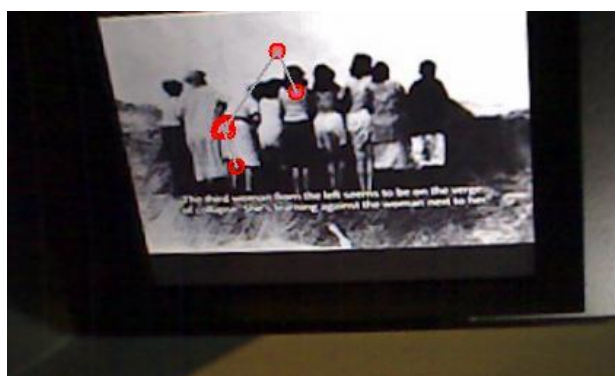 The third woman from the left seems to be on the verge
of collapse. She's learning against the woman next to her.